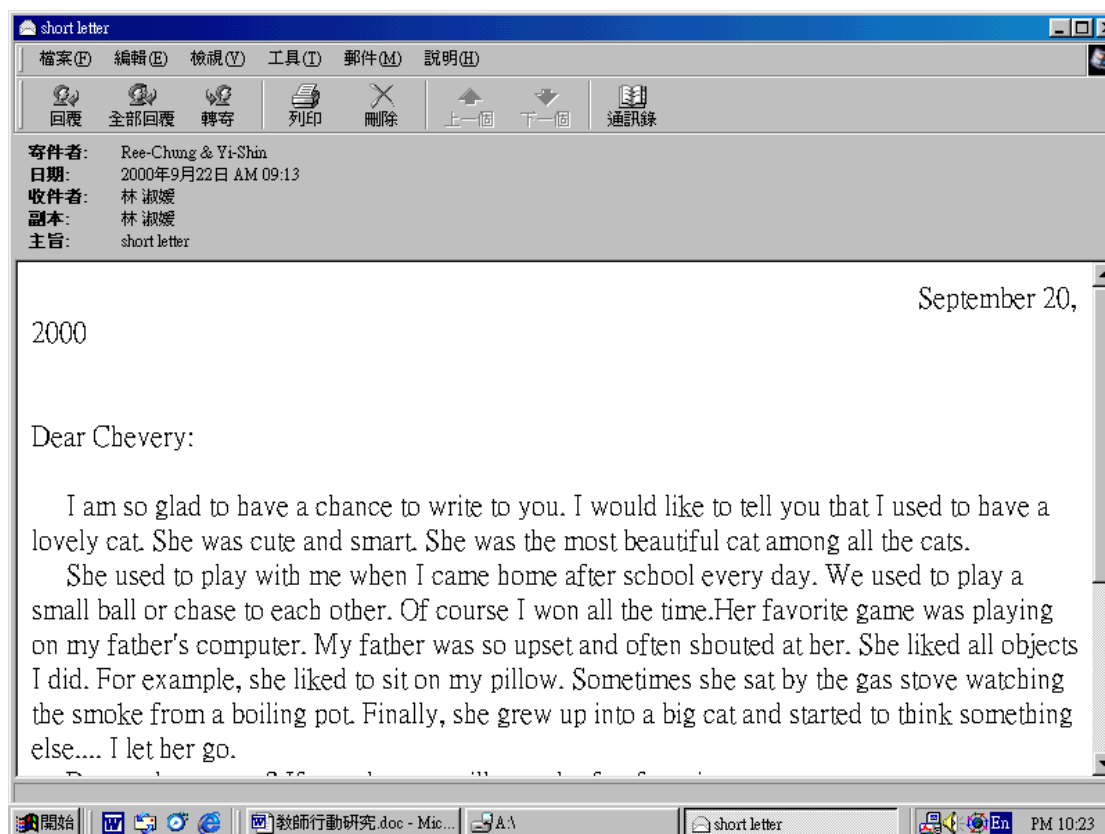 short letter
檔案(F) 編輯(E) 檢視(V) 工具(T) 郵件(M) 説明(H)
回覆 全部回覆 轉寄 列印 刪除 上一個 下一個 通訊錄
寄件者: Ree-Chung & Yi-Shin
日期: 2000年9月22日 AM 09:13
收件者: 林 淑媛
副本: 林 淑媛
主旨: short letter
September 20,
2000
Dear Chevery:
I am so glad to have a chance to write to you. I would like to tell you that I used to have a
lovely cat. She was cute and smart. She was the most beautiful cat among all the cats.
She used to play with me when I came home after school every day. We used to play a
small ball or chase to each other. Of course I won all the time.Her favorite game was playing
on my father's computer. My father was so upset and often shouted at her. She liked all objects
I did. For example, she liked to sit on my pillow. Sometimes she sat by the gas stove watching
the smoke from a boiling pot. Finally, she grew up into a big cat and started to think something
else.... I let her go.
開始 教師行動研究.doc - Mic... A:\ short letter En PM 10:23